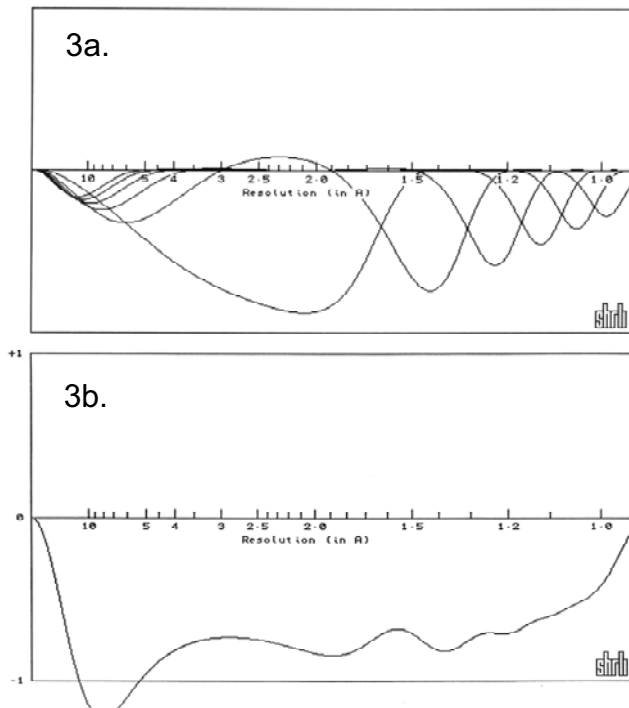 3a.
10 5 4 3 2·5 2·0 1·5 1·2 1·0
Resolution (in A)
shrlb
+1
3b.
0
10 5 4 3 2·5 2·0 1·5 1·2 1·0
Resolution (in A)
-1